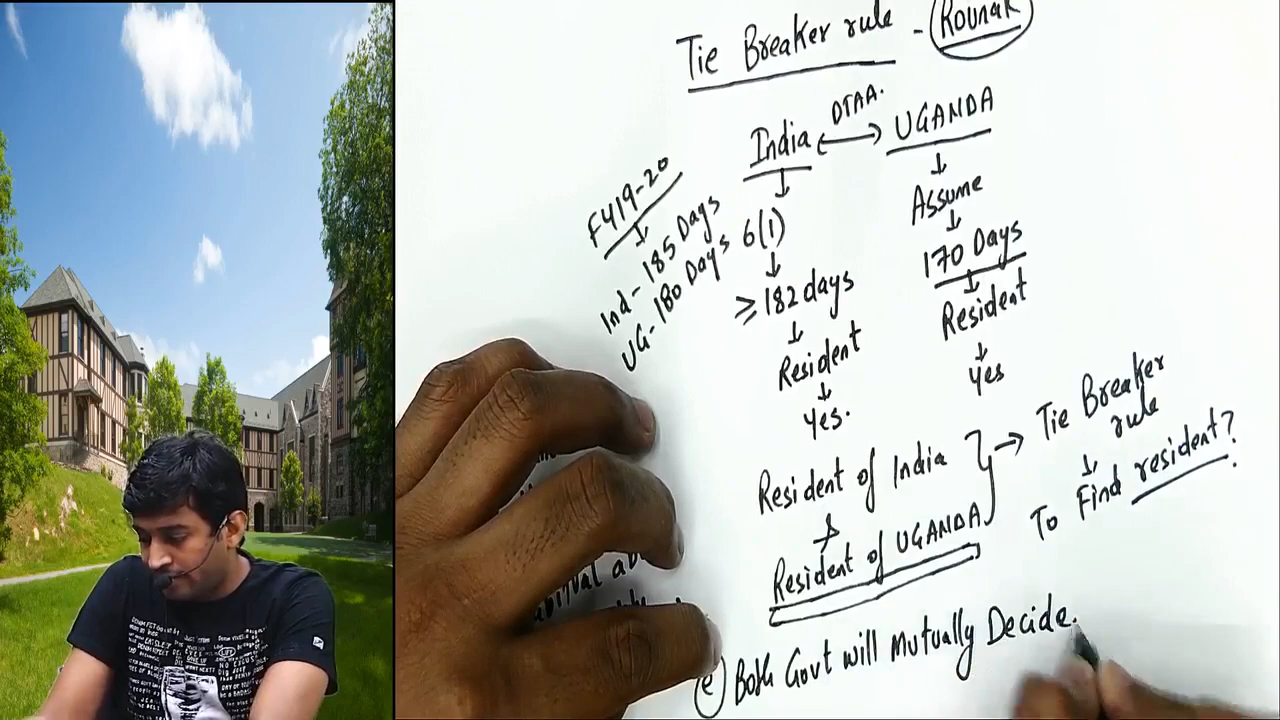 Tie Breaker rule - Rounak
India ↔ UGANDA
DTAA.
FY19-20
Ind - 185 Days
UG - 180 Days
6(1)
≥ 182 days
Resident
yes.
Assume
170 Days
Resident
yes
Resident of India
Resident of UGANDA
Tie Breaker
rule
To Find resident?
(e) Both Govt will Mutually Decide.